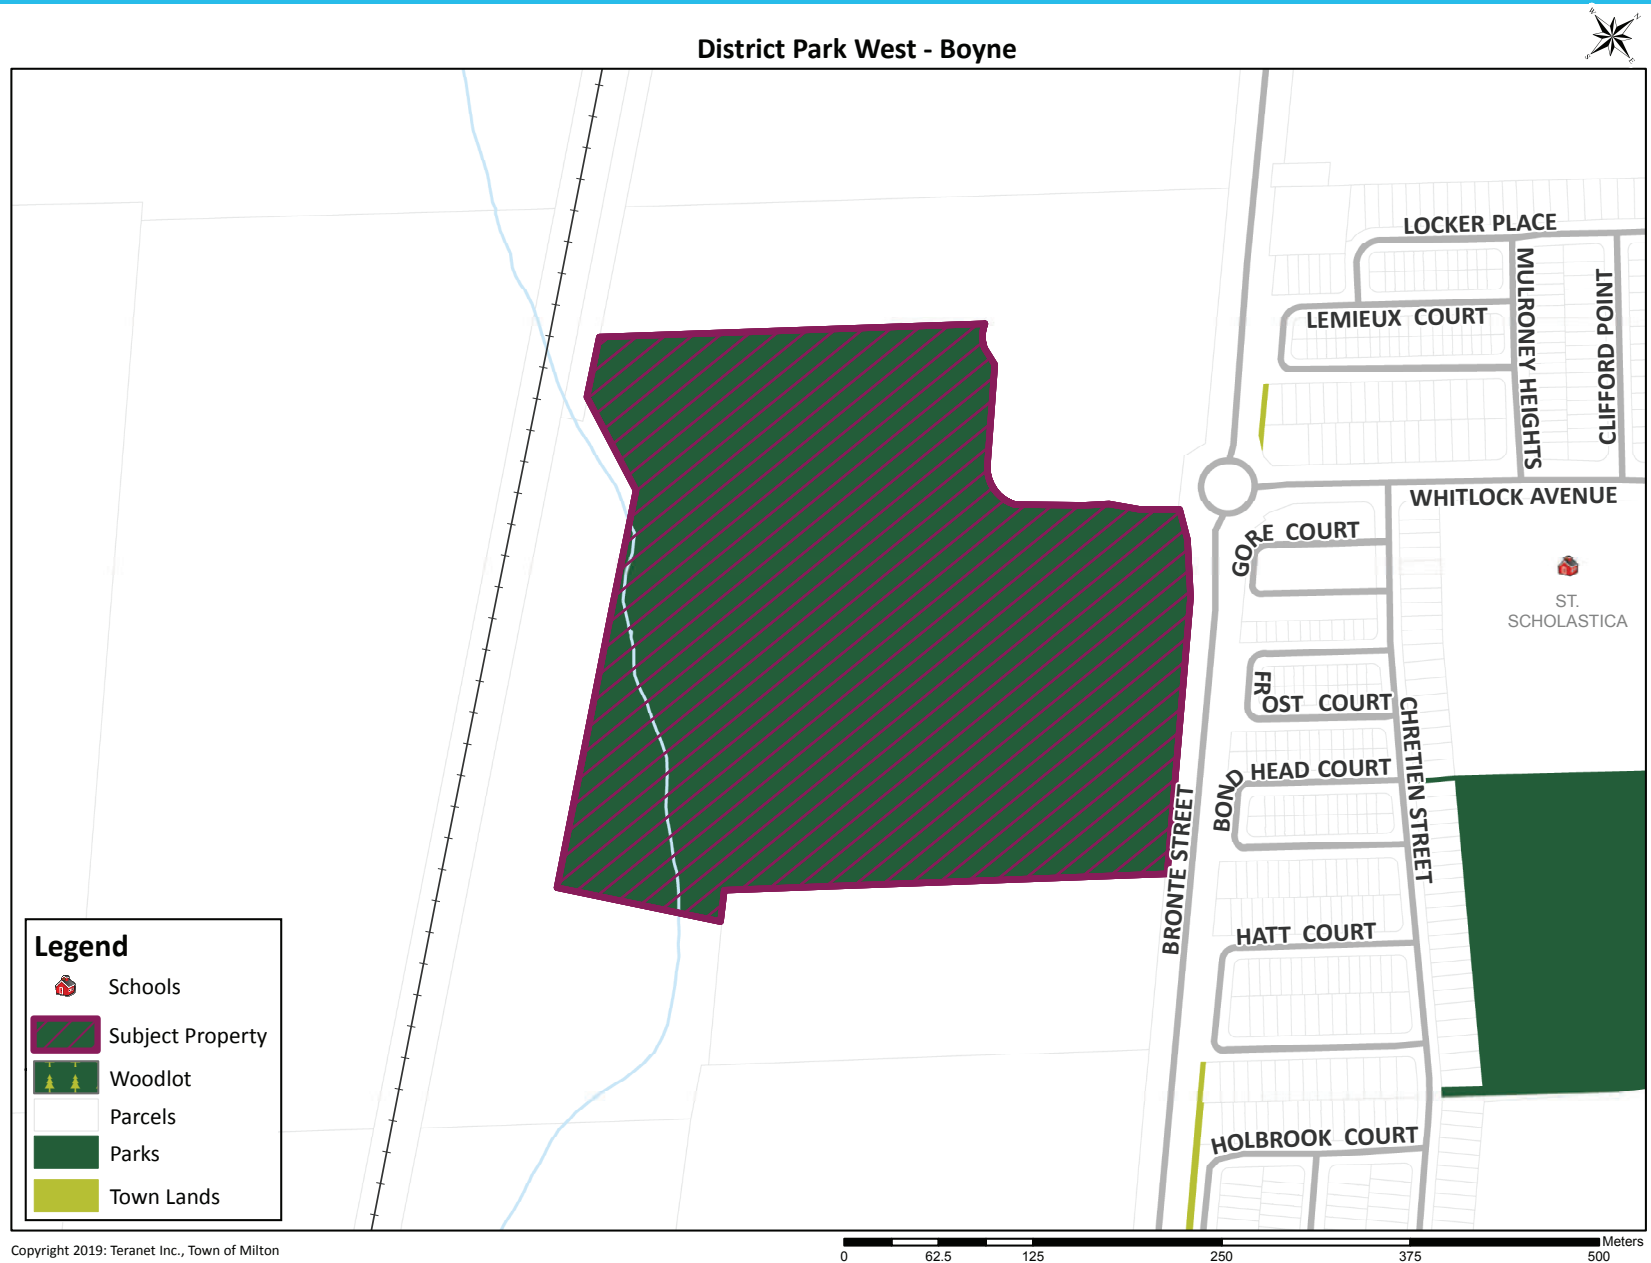 District Park West - Boyne
W
N
S
E
LOCKER PLACE
MULRONEY HEIGHTS
CLIFFORD POINT
LEMIEUX COURT
WHITLOCK AVENUE
GORE COURT
ST.
SCHOLASTICA
FROST COURT
CHRETIEN STREET
BOND HEAD COURT
BRONTE STREET
HATT COURT
HOLBROOK COURT
Legend
Schools
Subject Property
Woodlot
Parcels
Parks
Town Lands
Copyright 2019: Teranet Inc., Town of Milton
Meters
0 62.5 125 250 375 500